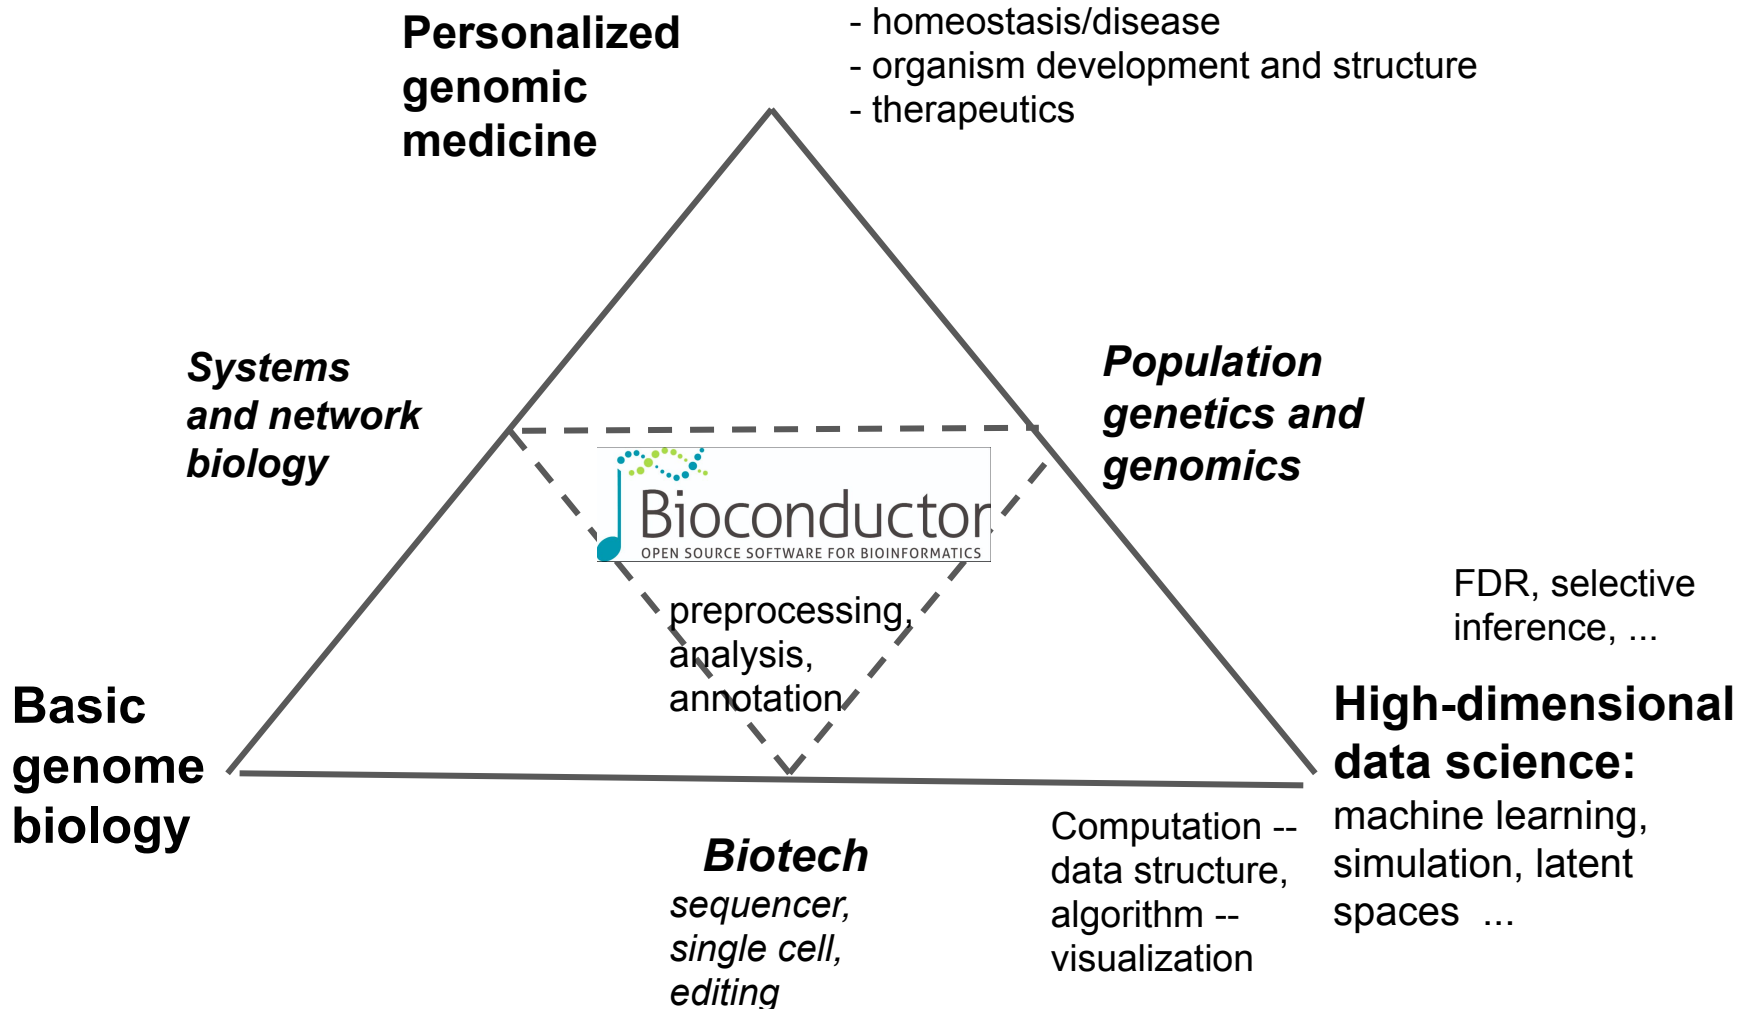 Personalized
genomic
medicine
- homeostasis/disease
- organism development and structure
- therapeutics
Systems
and network
biology
Population
genetics and
genomics
Bioconductor
OPEN SOURCE SOFTWARE FOR BIOINFORMATICS
preprocessing,
analysis,
annotation
FDR, selective
inference, ...
Basic
genome
biology
High-dimensional
data science:
machine learning,
simulation, latent
spaces ...
Biotech
sequencer,
single cell,
editing
Computation --
data structure,
algorithm --
visualization